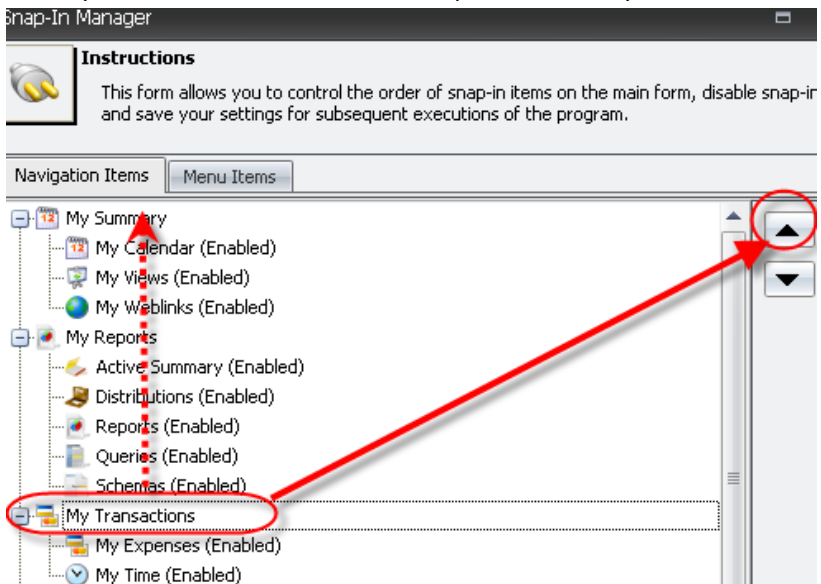 Snap-In Manager
Instructions
This form allows you to control the order of snap-in items on the main form, disable snap-in
and save your settings for subsequent executions of the program.
Navigation Items
Menu Items
My Summary
My Calendar (Enabled)
My Views (Enabled)
My Weblinks (Enabled)
My Reports
Active Summary (Enabled)
Distributions (Enabled)
Reports (Enabled)
Queries (Enabled)
Schemas (Enabled)
My Transactions
My Expenses (Enabled)
My Time (Enabled)